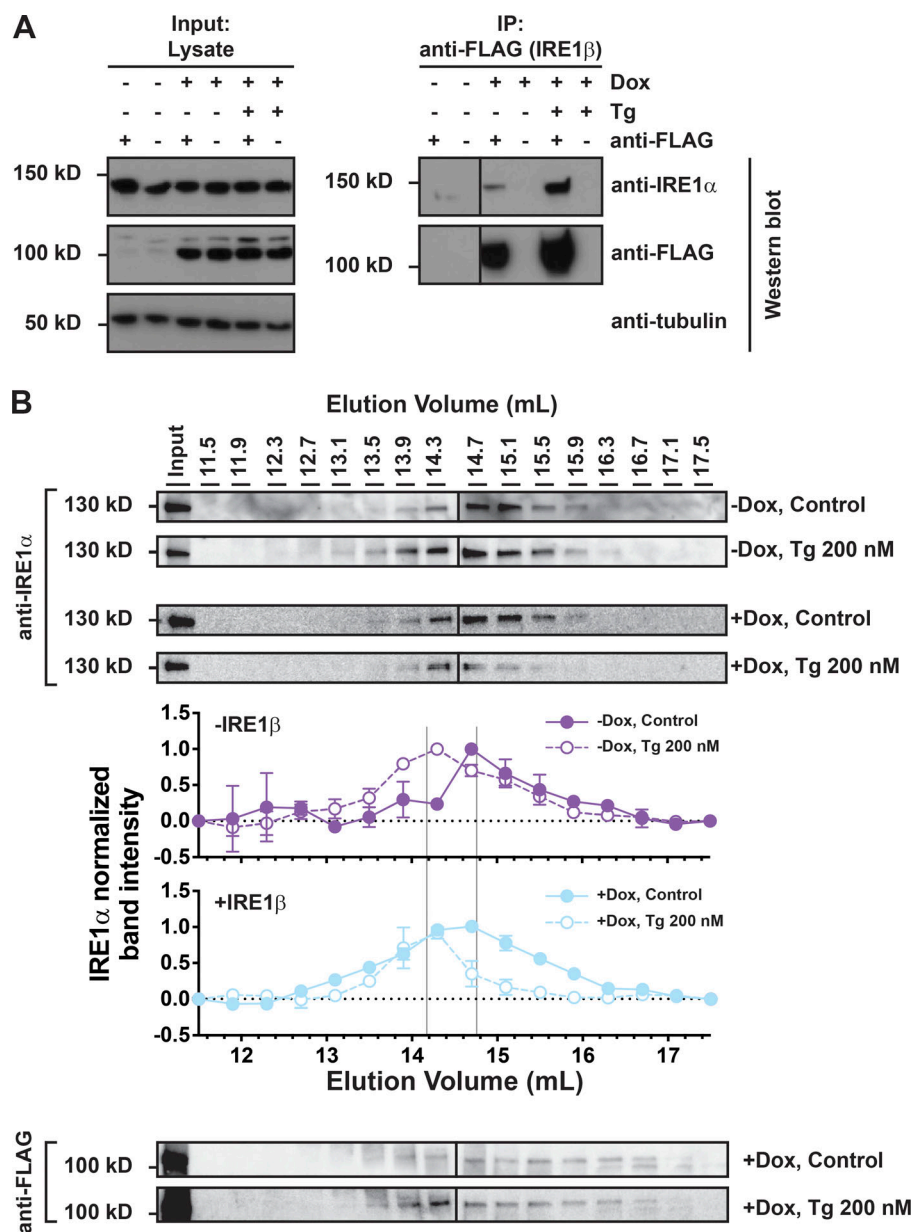 A
Input:
Lysate
IP:
anti-FLAG (IRE1β)
- - + + + + - - + + + + Dox
- - - - + + - - - - + + Tg
+ - + - + - + - + - + - anti-FLAG
150 kD 150 kD anti-IRE1α
100 kD 100 kD anti-FLAG
50 kD anti-tubulin
Western blot
B
Elution Volume (mL)
Input 11.5 11.9 12.3 12.7 13.1 13.5 13.9 14.3 14.7 15.1 15.5 15.9 16.3 16.7 17.1 17.5
anti-IRE1α
130 kD -Dox, Control
130 kD -Dox, Tg 200 nM
130 kD +Dox, Control
130 kD +Dox, Tg 200 nM
IRE1α normalized
band intensity
1.5
1.0
0.5
0.0
-0.5
-IRE1β
-Dox, Control
-Dox, Tg 200 nM
1.5
1.0
0.5
0.0
-0.5
+IRE1β
+Dox, Control
+Dox, Tg 200 nM
12 13 14 15 16 17
Elution Volume (mL)
anti-FLAG
100 kD +Dox, Control
100 kD +Dox, Tg 200 nM